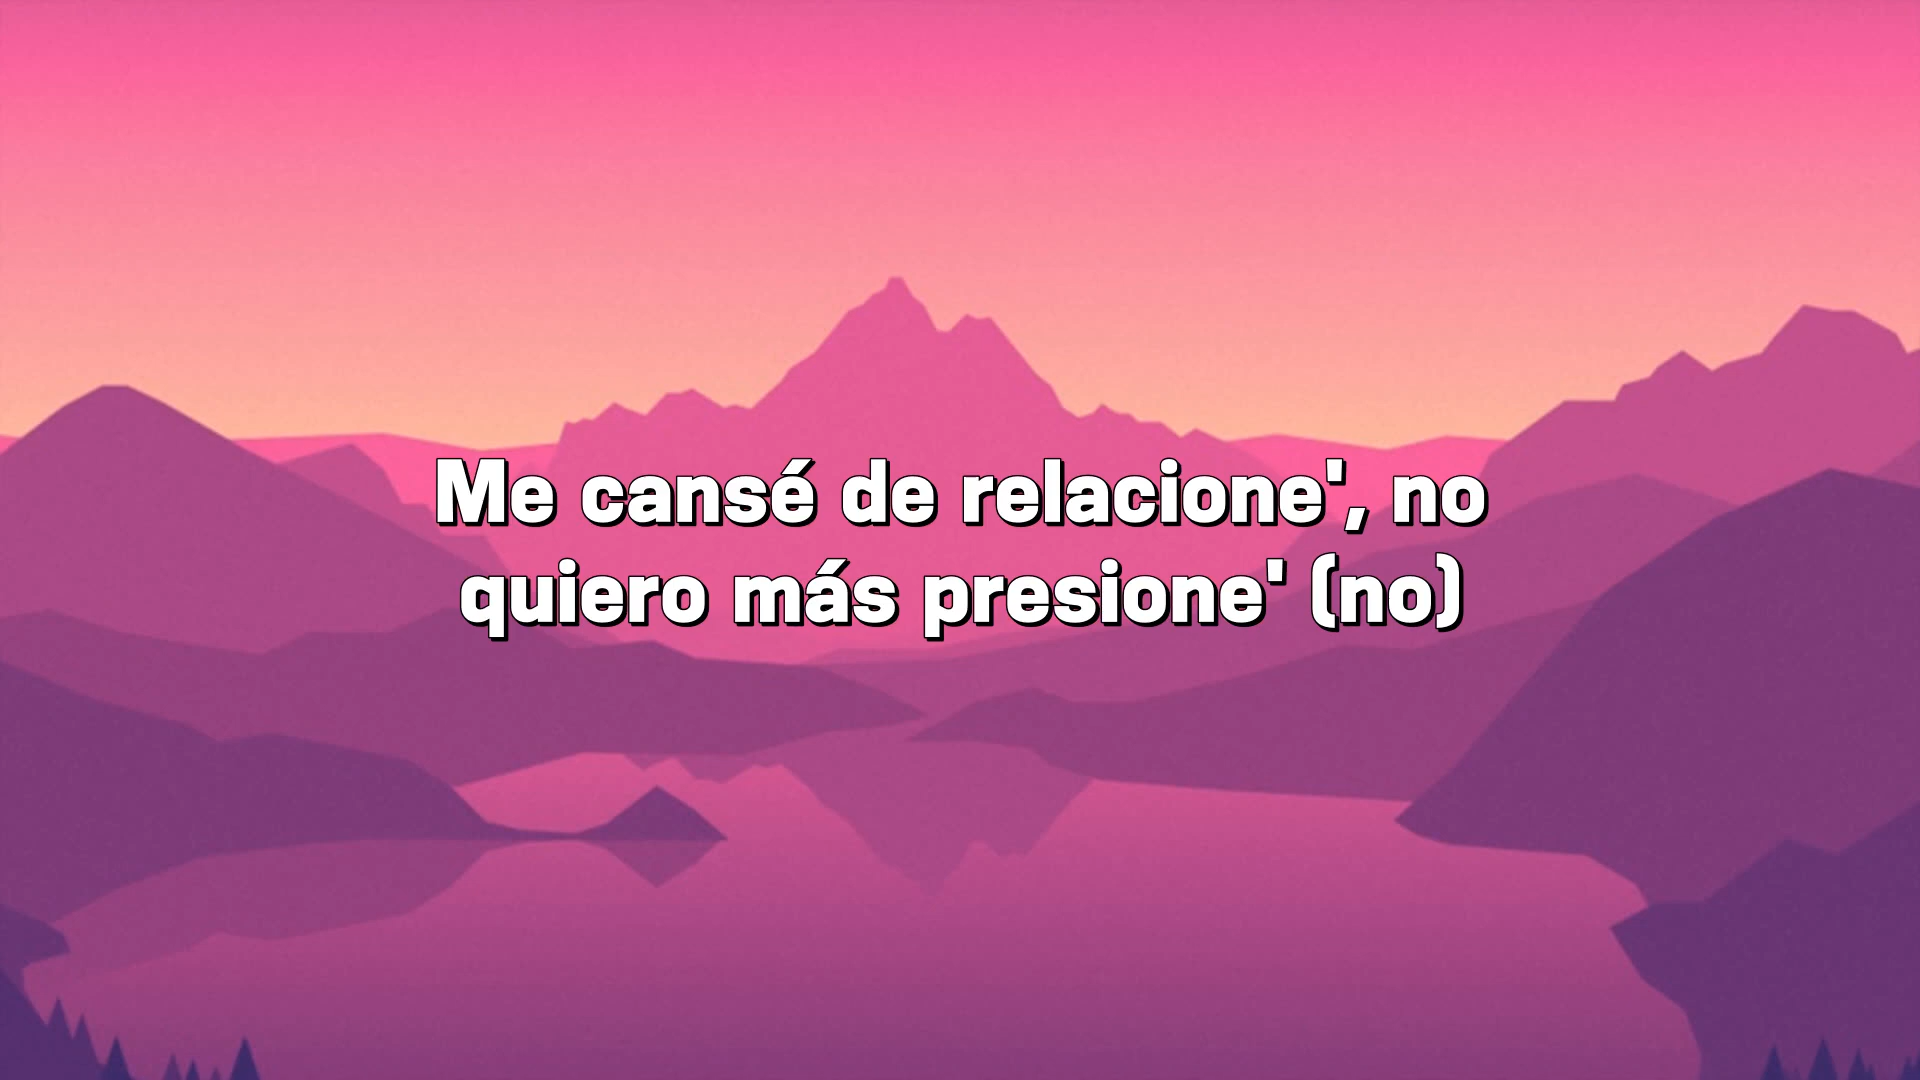 Me cansé de relacione', no
quiero más presione' (no)